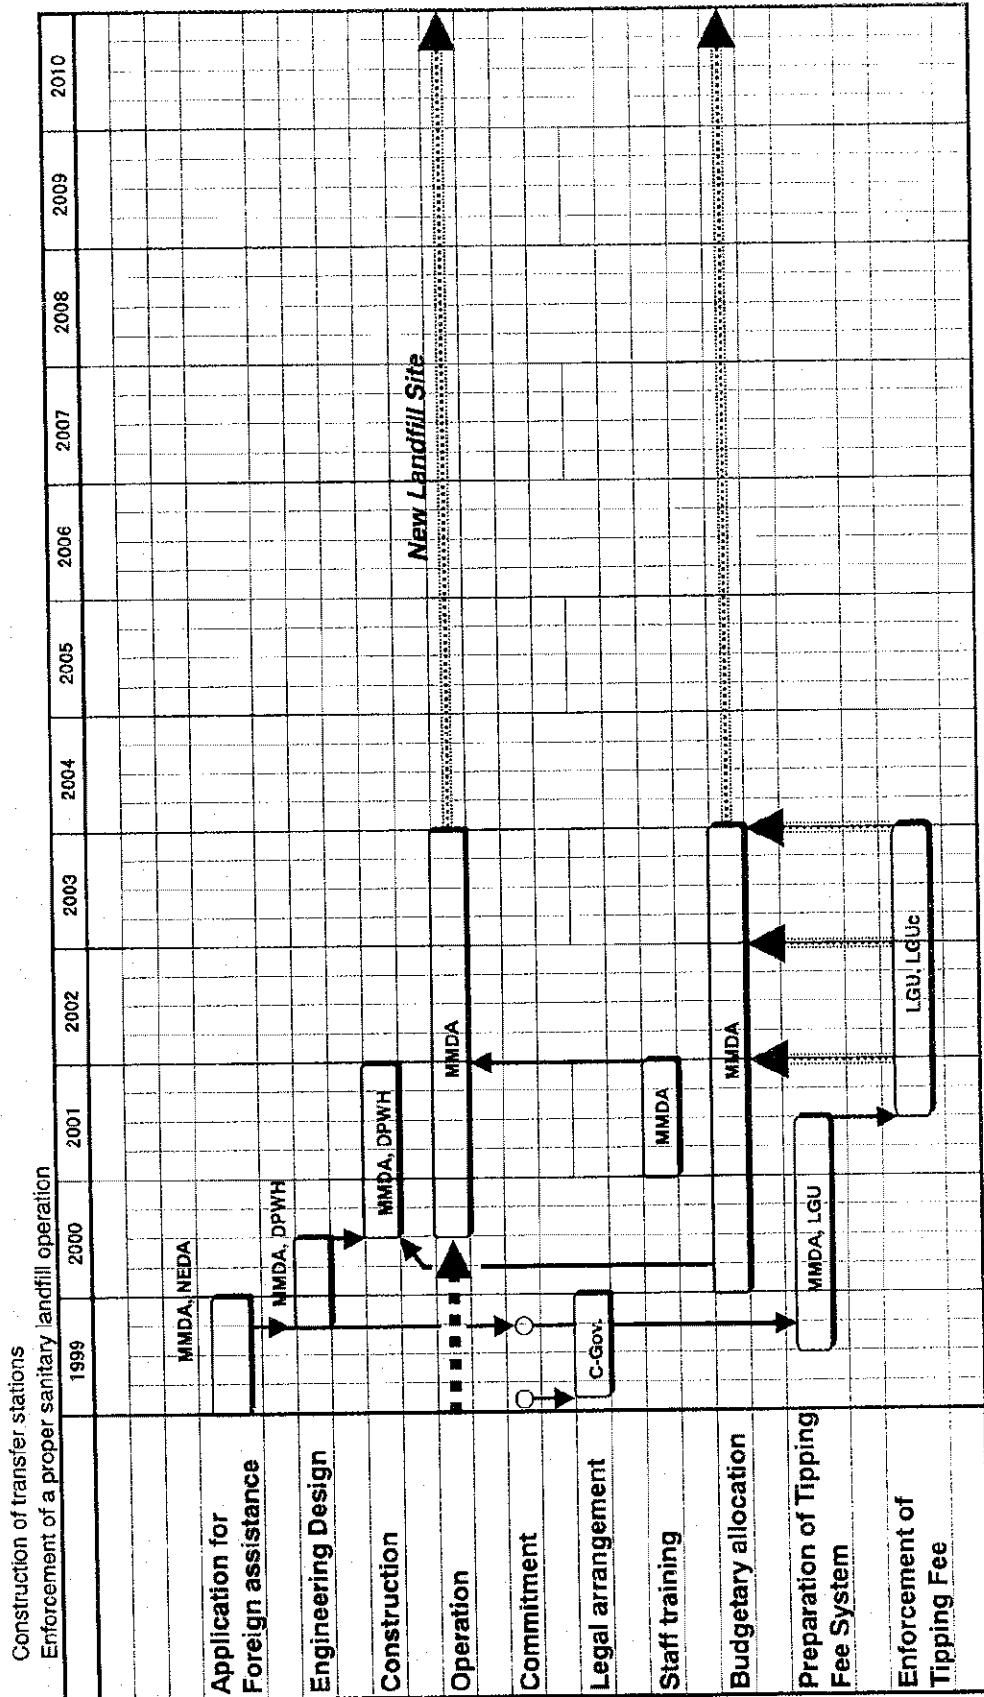 Construction of transfer stations
Enforcement of a proper sanitary landfill operation
1999 2000 2001 2002 2003 2004 2005 2006 2007 2008 2009 2010
Application for
Foreign assistance
MMDA, NEDA
Engineering Design
MMDA, DPWH
Construction
MMDA, DPWH
Operation
MMDA
New Landfill Site
Commitment
Legal arrangement
C-Gov.
Staff training
MMDA
Budgetary allocation
MMDA
Preparation of Tipping
Fee System
MMDA, LGU
Enforcement of
Tipping Fee
LGU, LGUc